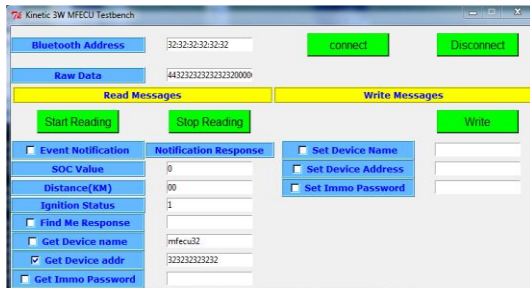 Kinetic 3W MFECU Testbench
Bluetooth Address 32:32:32:32:32:32 connect Disconnect
Raw Data
Read Messages Write Messages
Start Reading Stop Reading Write
Event Notification Notification Response Set Device Name
SOC Value 0 Set Device Address
Distance(KM) 00 Set Immo Password
Ignition Status 1
Find Me Response
Get Device name mfecu32
Get Device addr 323232323232
Get Immo Password